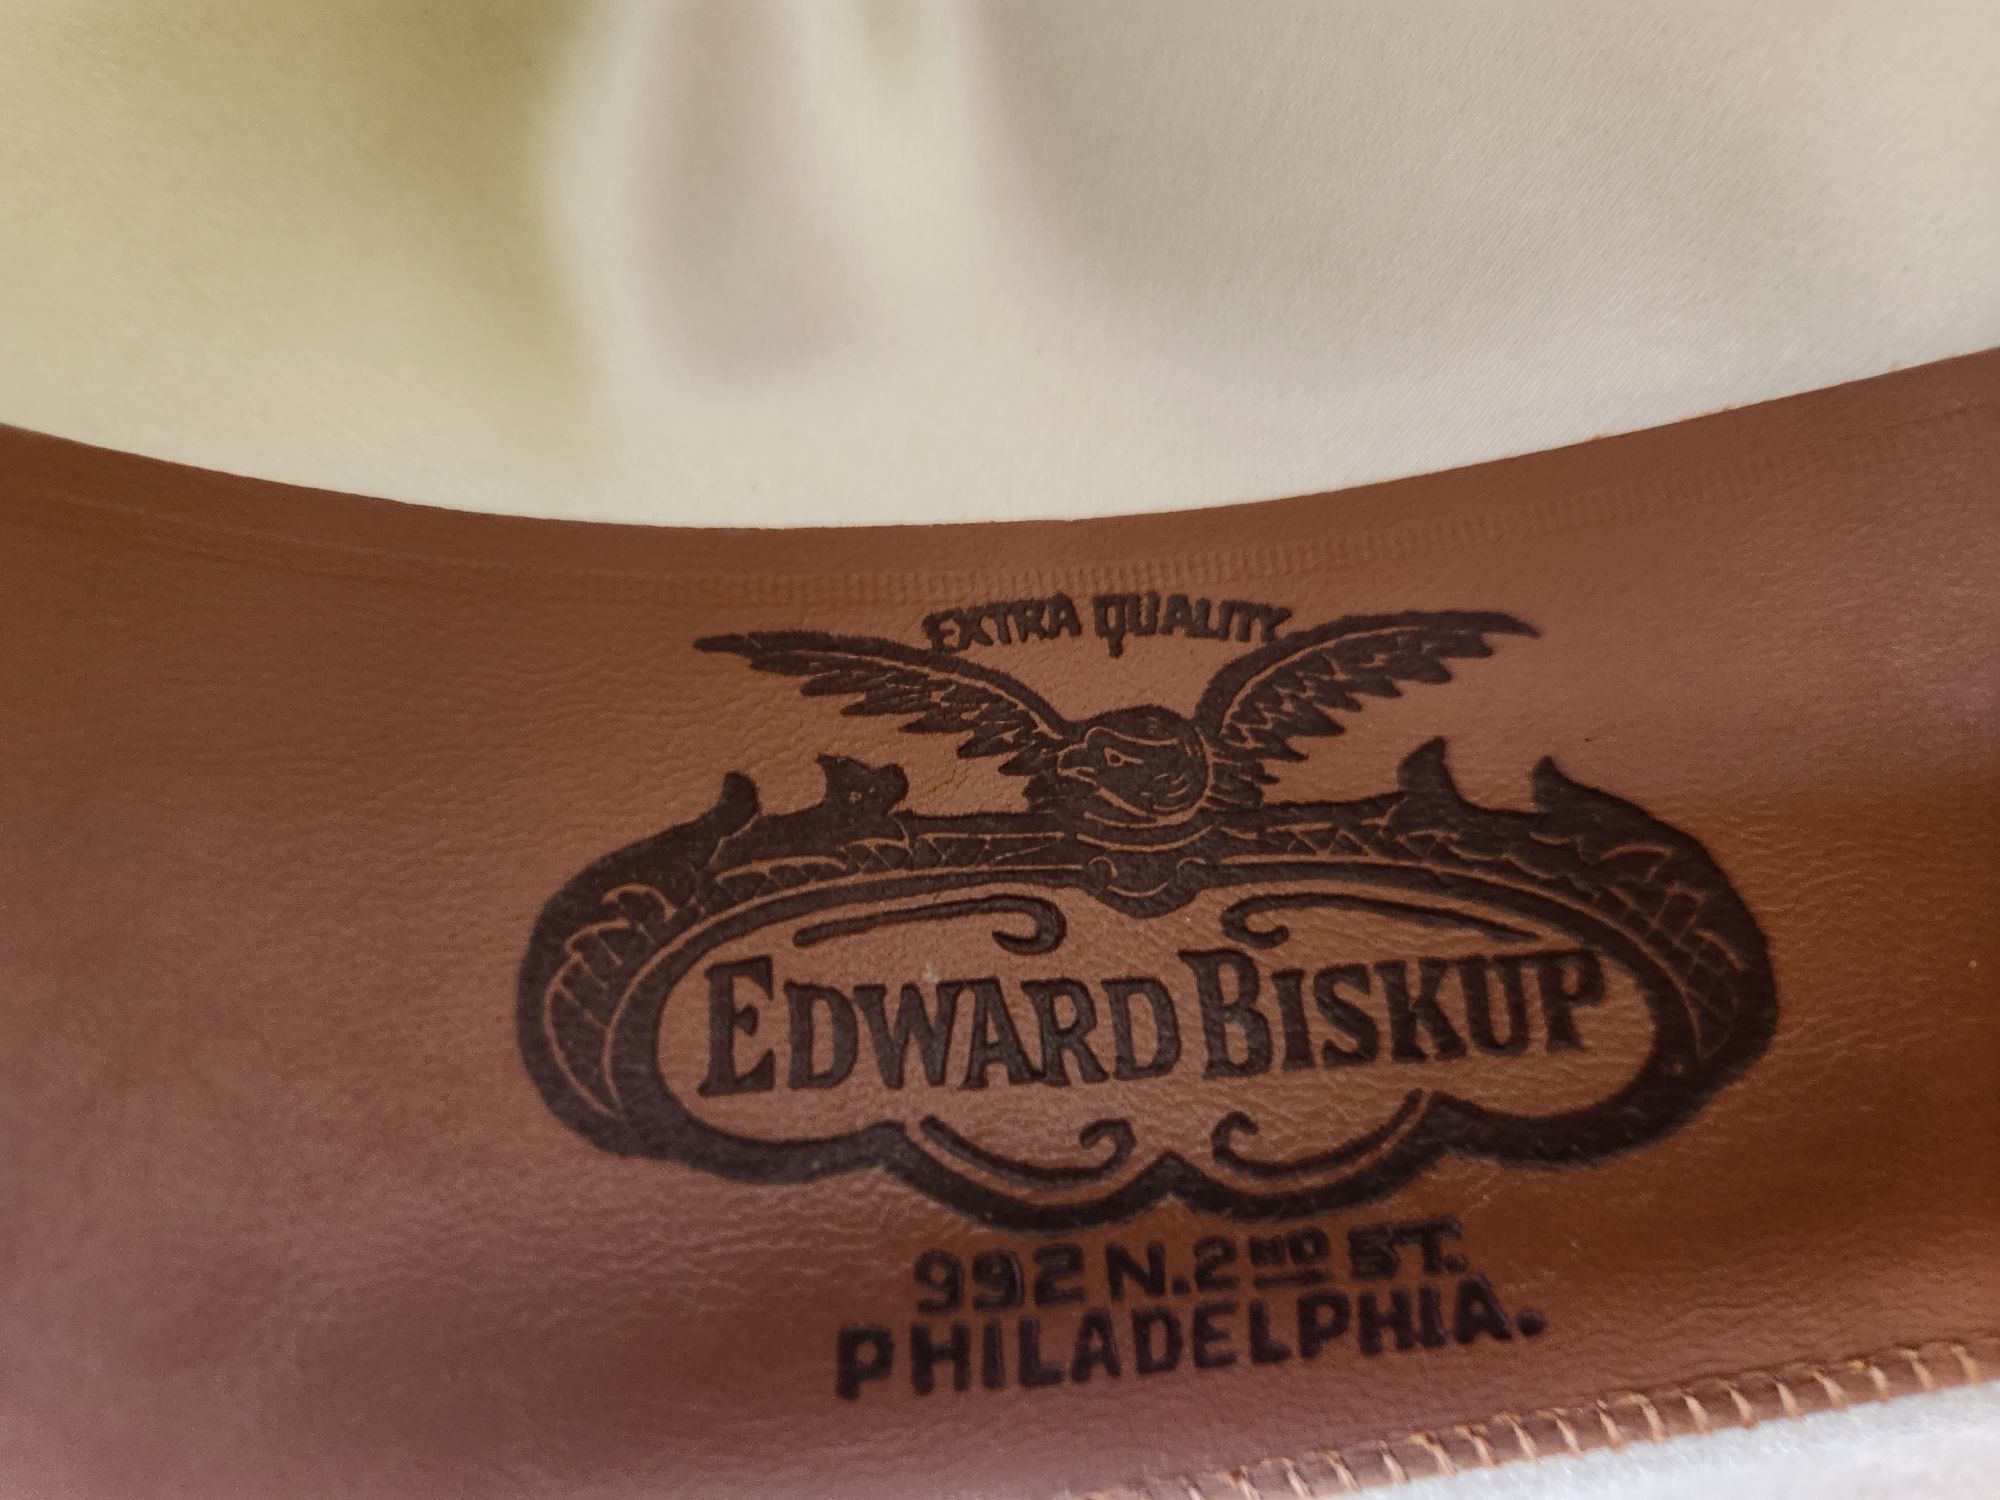 EXTRA QUALITY
EDWARD BISKUP
992 N. 2ND ST.
PHILADELPHIA.